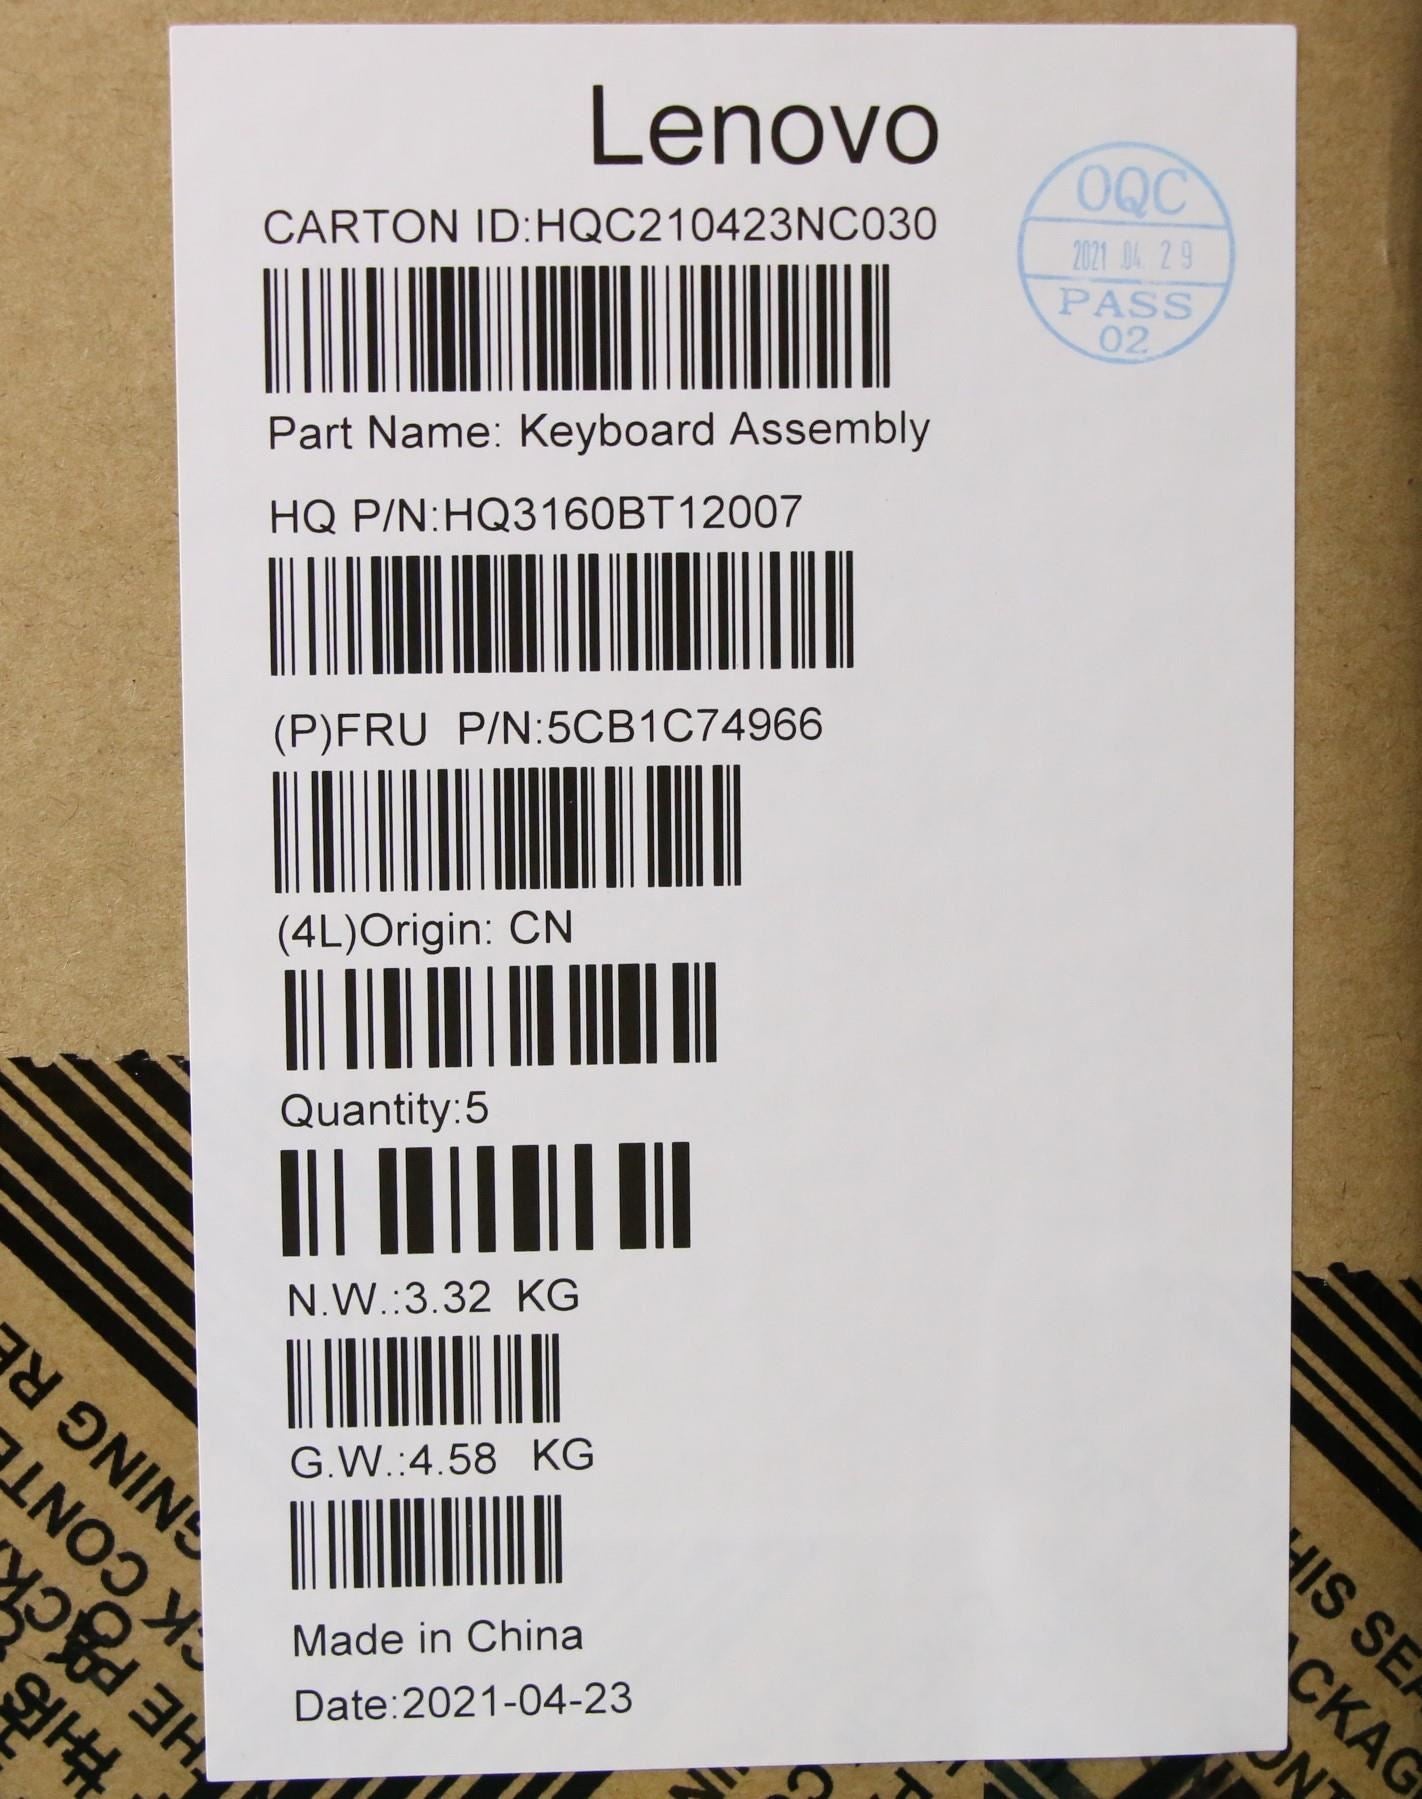 Lenovo
CARTON ID:HQC210423NC030
OQC
2021 .04. 29
PASS
02
Part Name: Keyboard Assembly
HQ P/N:HQ3160BT12007
(P)FRU P/N:5CB1C74966
(4L)Origin: CN
Quantity:5
N.W.:3.32 KG
G.W.:4.58 KG
Made in China
Date:2021-04-23